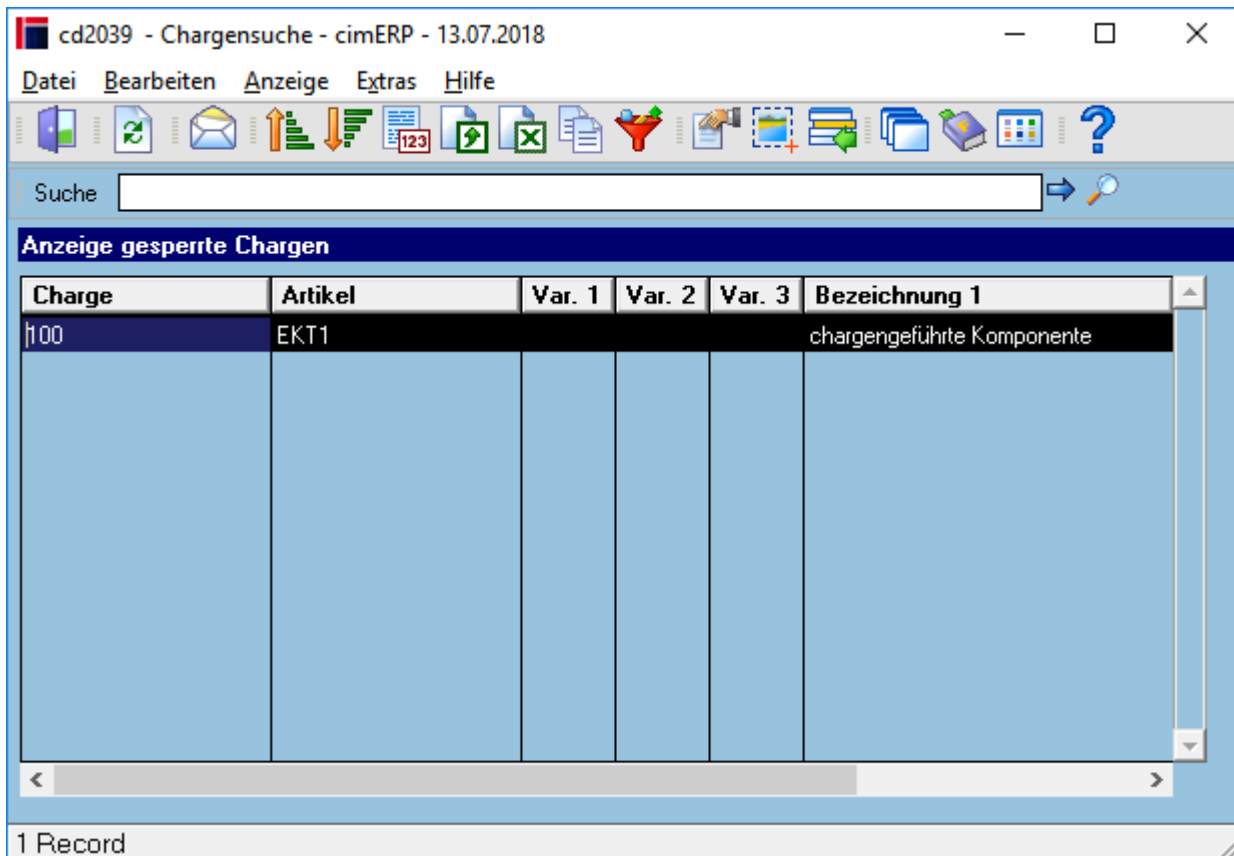 cd2039 - Chargensuche - cimERP - 13.07.2018
Datei Bearbeiten Anzeige Extras Hilfe
123
?
Suche
Anzeige gesperrte Chargen
Charge Artikel Var. 1 Var. 2 Var. 3 Bezeichnung 1
100 EKT1 chargengeführte Komponente
1 Record